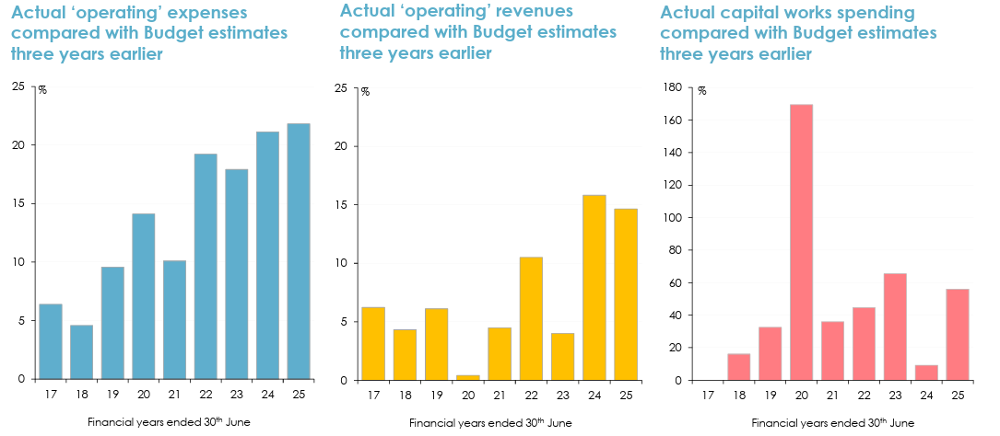 Actual ‘operating’ expenses
compared with Budget estimates
three years earlier
25
%
20
15
10
5
0
17 18 19 20 21 22 23 24 25
Financial years ended 30th June
Actual ‘operating’ revenues
compared with Budget estimates
three years earlier
25
%
20
15
10
5
0
17 18 19 20 21 22 23 24 25
Financial years ended 30th June
Actual capital works spending
compared with Budget estimates
three years earlier
180
%
160
140
120
100
80
60
40
20
0
17 18 19 20 21 22 23 24 25
Financial years ended 30th June